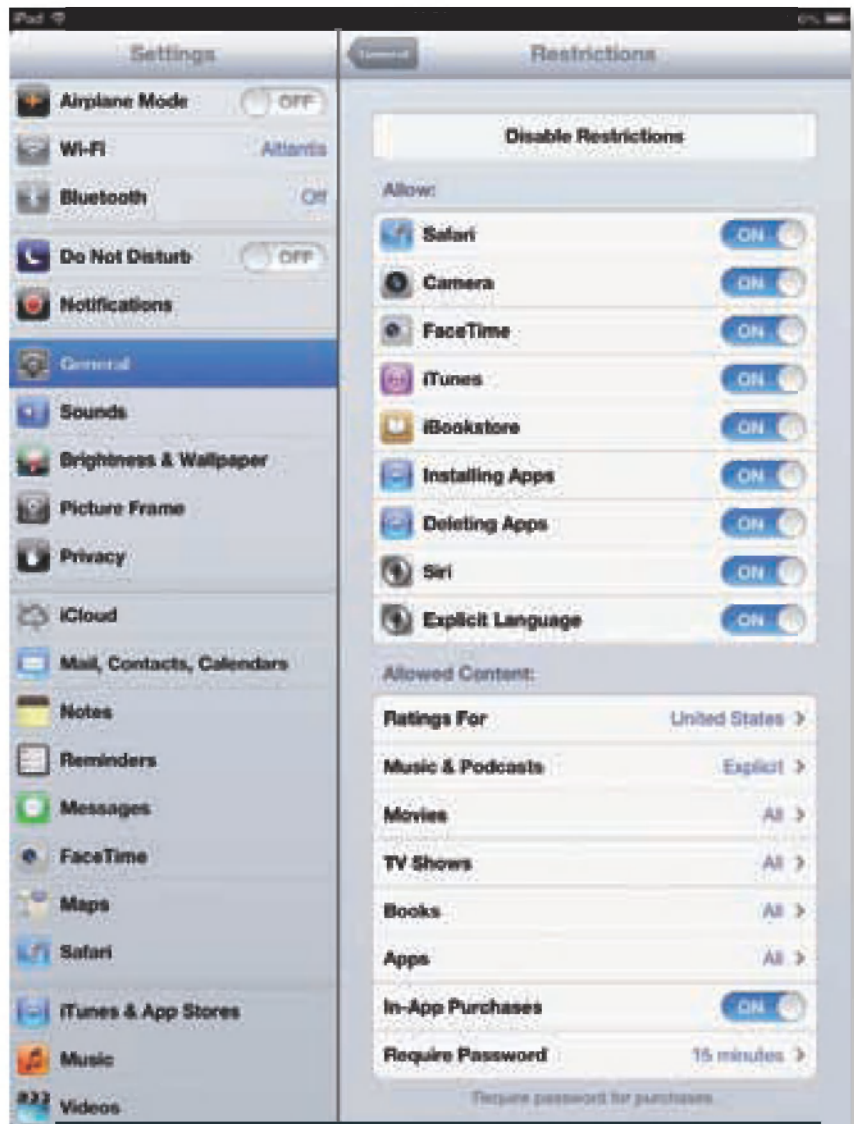 iPad
Settings
Airplane Mode OFF
Wi-Fi Atlantis
Bluetooth Off
Do Not Disturb OFF
Notifications
General
Sounds
Brightness & Wallpaper
Picture Frame
Privacy
iCloud
Mail, Contacts, Calendars
Notes
Reminders
Messages
FaceTime
Maps
Safari
iTunes & App Stores
Music
Videos
General Restrictions
Disable Restrictions
Allow:
Safari ON
Camera ON
FaceTime ON
iTunes ON
iBookstore ON
Installing Apps ON
Deleting Apps ON
Siri ON
Explicit Language ON
Allowed Content:
Ratings For United States >
Music & Podcasts Explicit >
Movies All >
TV Shows All >
Books All >
Apps All >
In-App Purchases ON
Require Password 15 minutes >
Require password for purchases.